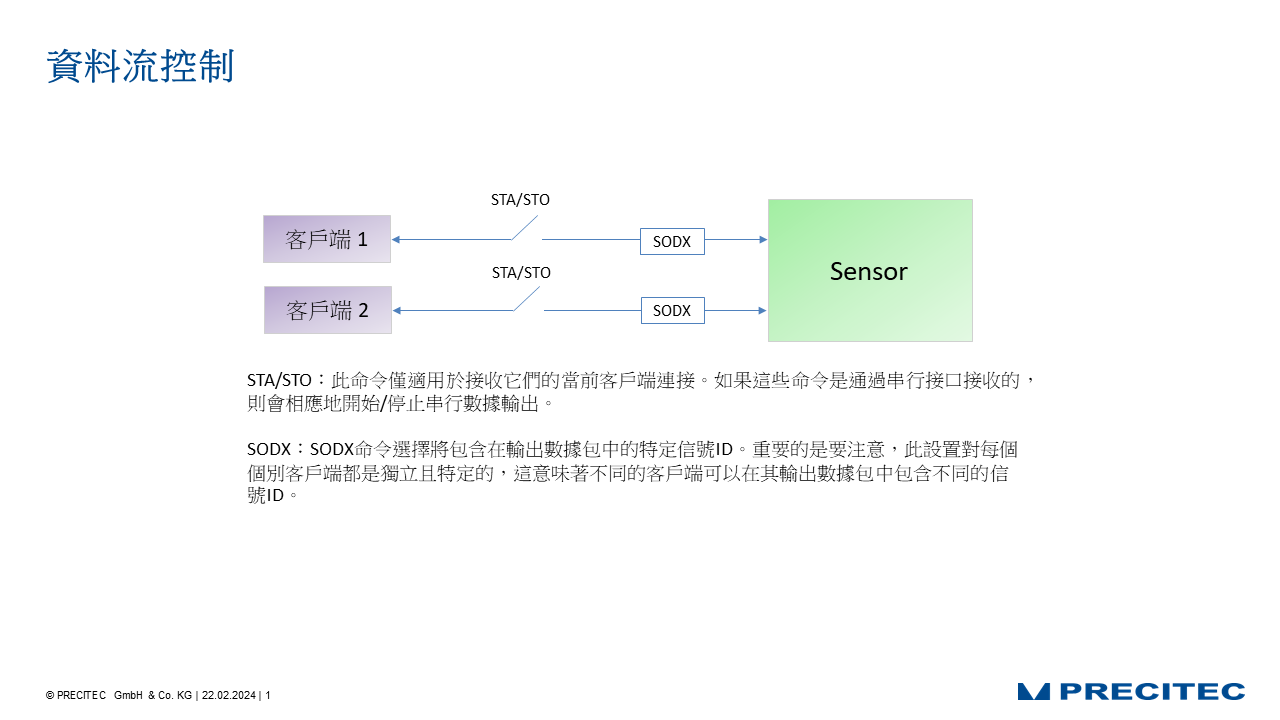 資料流控制
STA/STO
客戶端 1
SODX
Sensor
STA/STO
客戶端 2
SODX
STA/STO：此命令僅適用於接收它們的當前客戶端連接。如果這些命令是通過串行接口接收的，
則會相應地開始/停止串行數據輸出。
SODX：SODX命令選擇將包含在輸出數據包中的特定信號ID。重要的是要注意，此設置對每個
個別客戶端都是獨立且特定的，這意味著不同的客戶端可以在其輸出數據包中包含不同的信
號ID。
© PRECITEC GmbH & Co. KG | 22.02.2024 | 1
PRECITEC